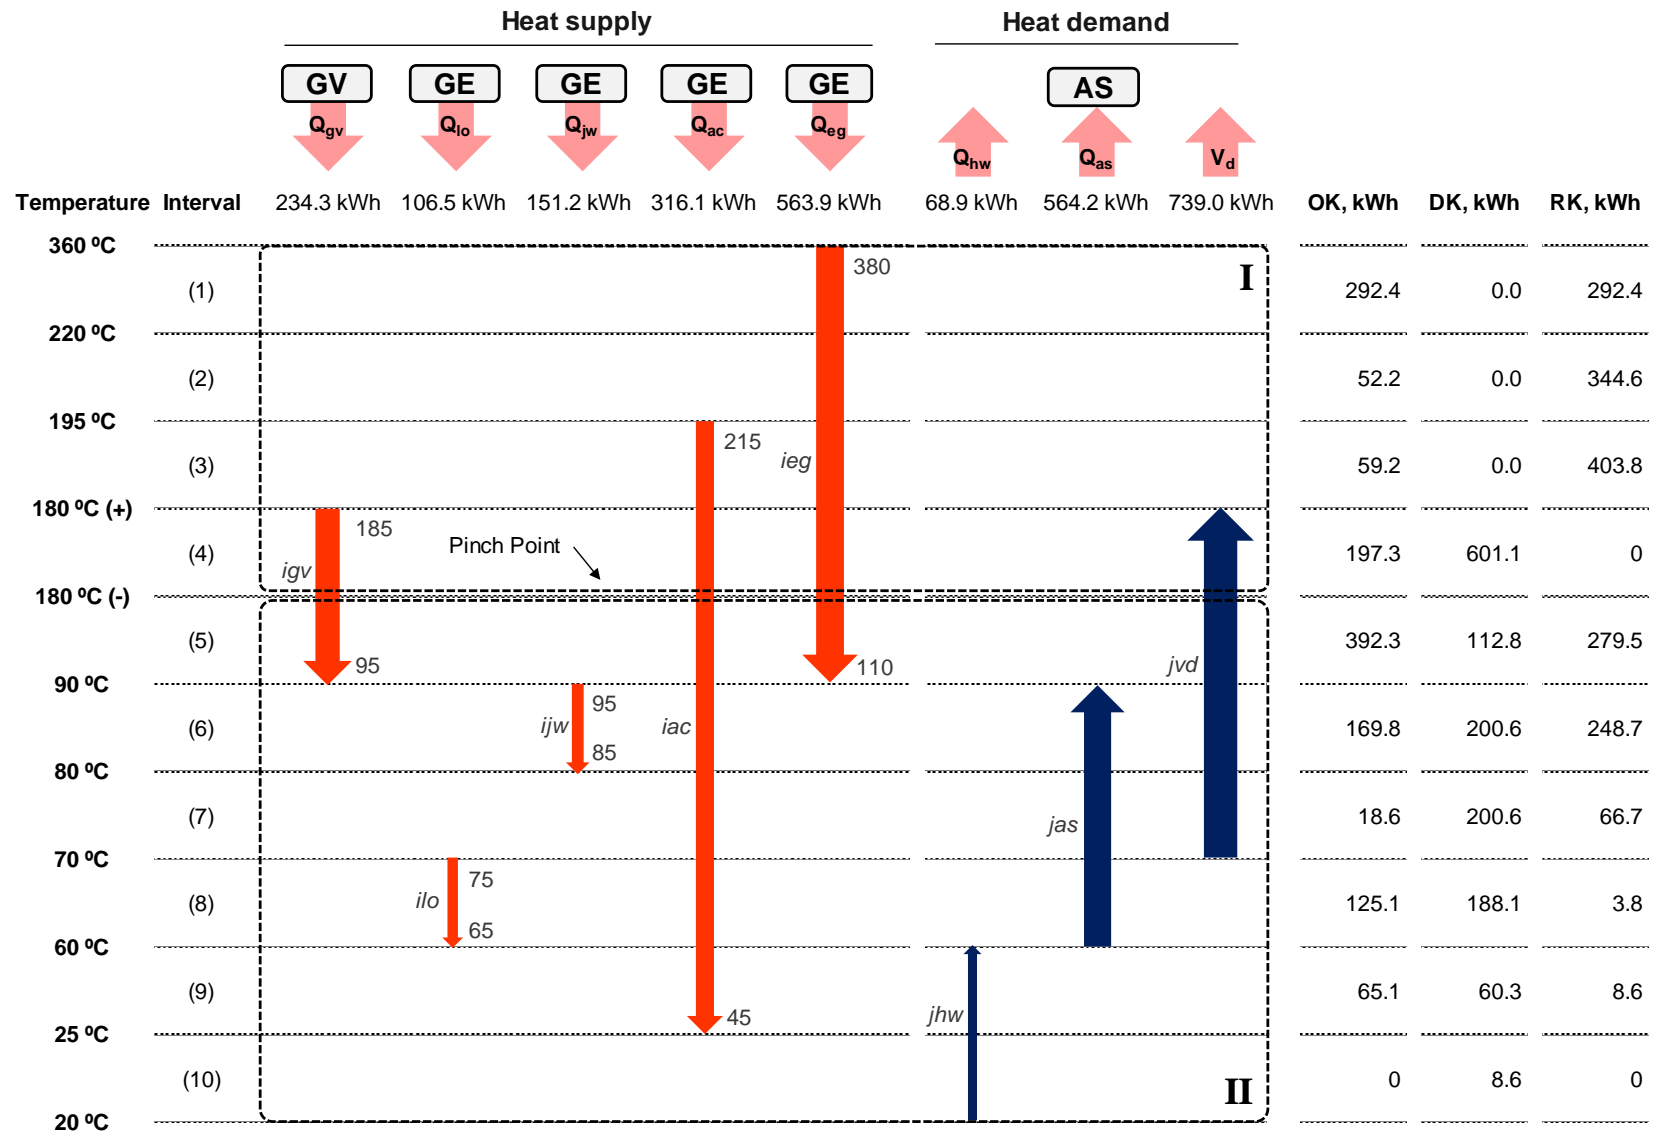 Heat supply Heat demand
GV GE GE GE GE AS
Qgv Qlo Qjw Qac Qeg Qhw Qas Vd
Temperature Interval 234.3 kWh 106.5 kWh 151.2 kWh 316.1 kWh 563.9 kWh 68.9 kWh 564.2 kWh 739.0 kWh OK, kWh DK, kWh RK, kWh
360 ºC
380 I
(1) 292.4 0.0 292.4
220 ºC
(2) 52.2 0.0 344.6
195 ºC
215
(3) ieg 59.2 0.0 403.8
180 ºC (+)
185
Pinch Point
(4) 197.3 601.1 0
igv
180 ºC (-)
(5) 392.3 112.8 279.5
95 110 jvd
90 ºC
95
(6) ijw iac 169.8 200.6 248.7
85
80 ºC
(7) jas 18.6 200.6 66.7
70 ºC
75
(8) ilo 125.1 188.1 3.8
65
60 ºC
(9) 65.1 60.3 8.6
45 jhw
25 ºC
(10) II 0 8.6 0
20 ºC